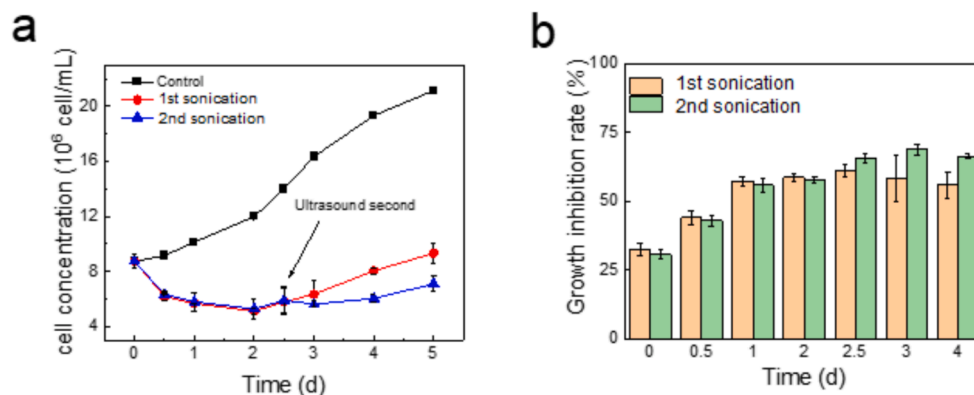 a
cell concentration (10⁶ cell/mL)
20
16
12
8
4
Control
1st sonication
2nd sonication
Ultrasound second
0 1 2 3 4 5
Time (d)
b
Growth inhibition rate (%)
100
75
50
25
0
1st sonication
2nd sonication
0 0.5 1 2 2.5 3 4
Time (d)